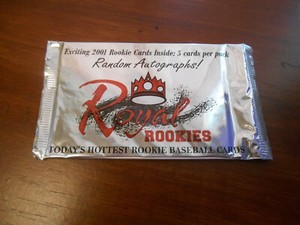 Exciting 2001 Rookie Cards Inside; 5 cards per pack
Random Autographs!
Royal
ROOKIES
TODAY'S HOTTEST ROOKIE BASEBALL CARDS